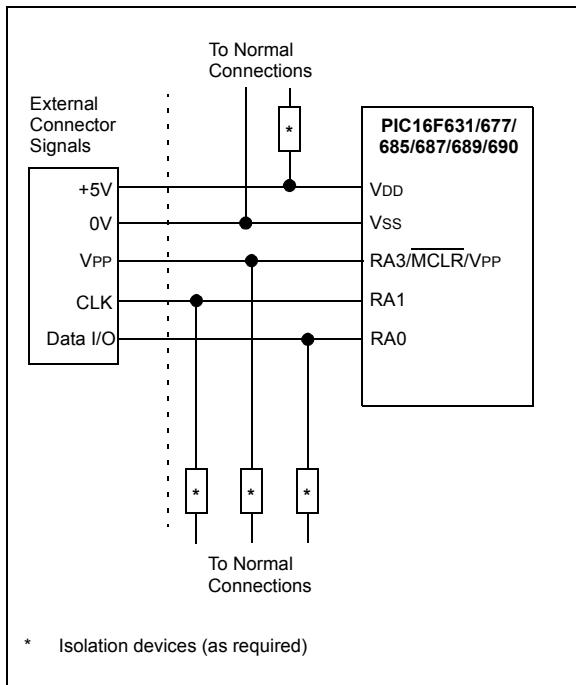 To Normal
Connections
External
Connector
Signals
*
PIC16F631/677/
685/687/689/690
+5V
VDD
0V
VSS
VPP
RA3/MCLR/VPP
CLK
RA1
Data I/O
RA0
* * *
To Normal
Connections
* Isolation devices (as required)